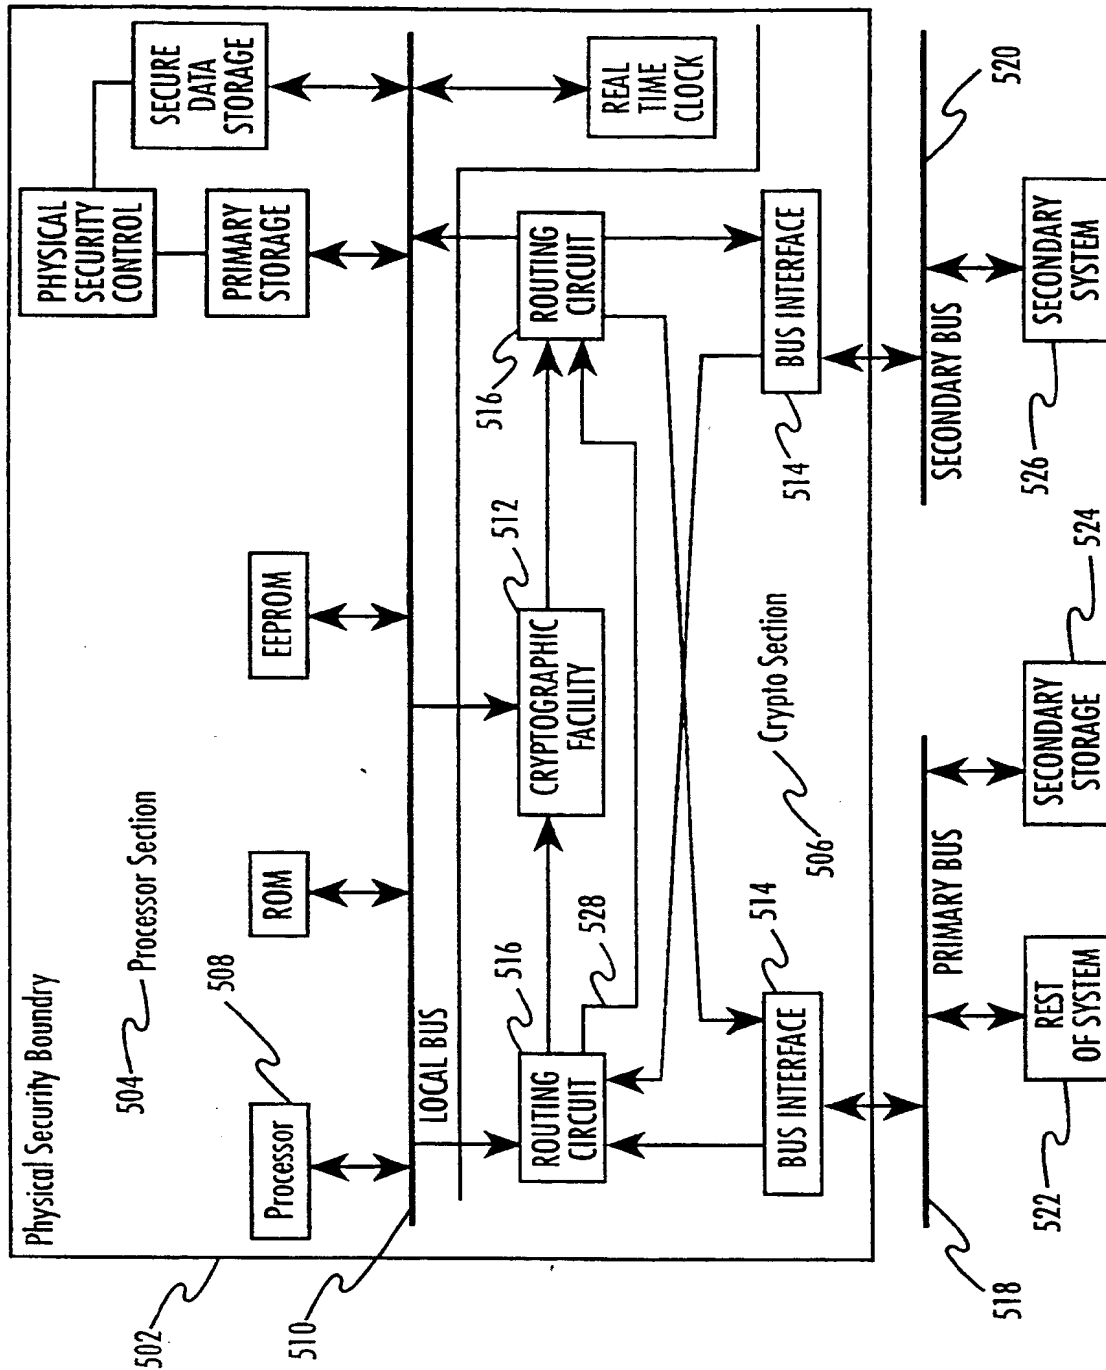 502
Physical Security Boundry
504
Processor Section
508
Processor
ROM
EEPROM
PHYSICAL
SECURITY
CONTROL
PRIMARY
STORAGE
SECURE
DATA
STORAGE
510
LOCAL BUS
REAL
TIME
CLOCK
516
ROUTING
CIRCUIT
528
512
CRYPTOGRAPHIC
FACILITY
516
ROUTING
CIRCUIT
514
BUS INTERFACE
506
Crypto Section
514
BUS INTERFACE
518
PRIMARY BUS
SECONDARY BUS
520
522
REST
OF SYSTEM
SECONDARY
STORAGE
524
526
SECONDARY
SYSTEM